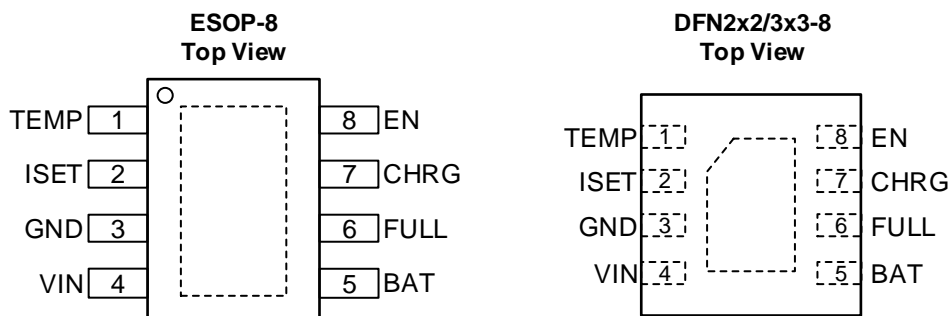 ESOP-8
Top View
TEMP 1 8 EN
ISET 2 7 CHRG
GND 3 6 FULL
VIN 4 5 BAT
DFN2x2/3x3-8
Top View
TEMP 1 8 EN
ISET 2 7 CHRG
GND 3 6 FULL
VIN 4 5 BAT